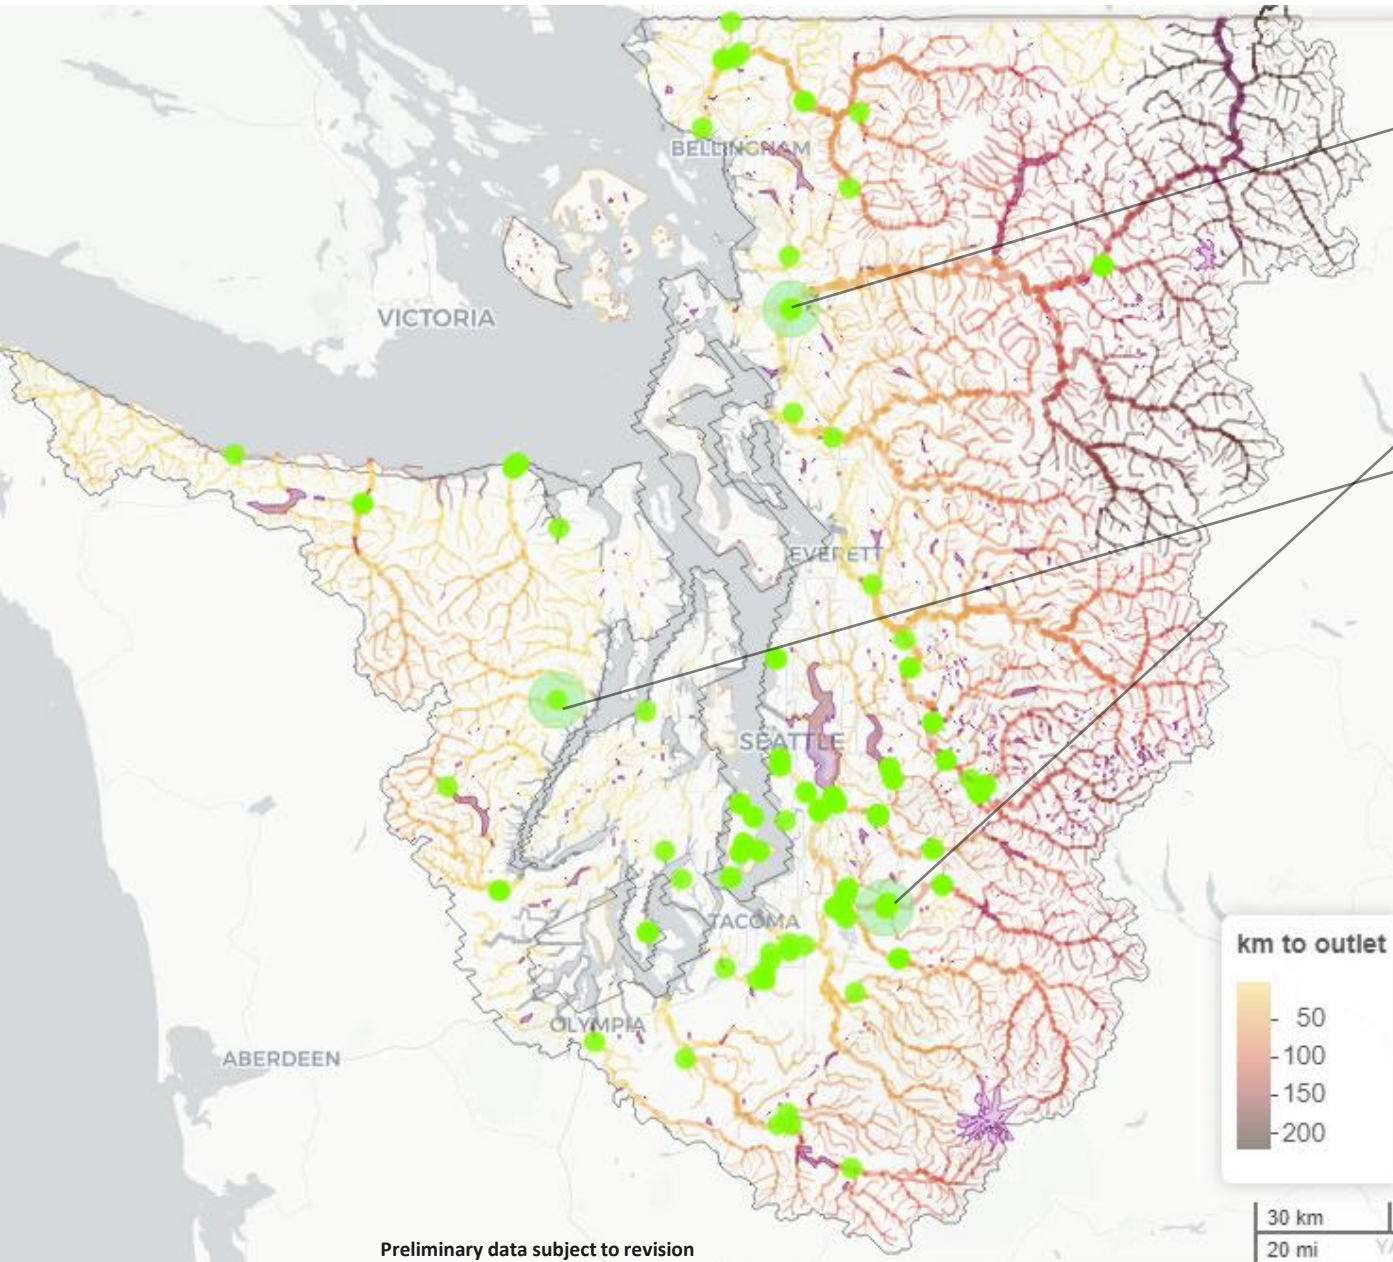 BELLINGHAM
VICTORIA
EVERETT
SEATTLE
TACOMA
OLYMPIA
ABERDEEN
km to outlet
50
100
150
200
30 km
20 mi
Preliminary data subject to revision